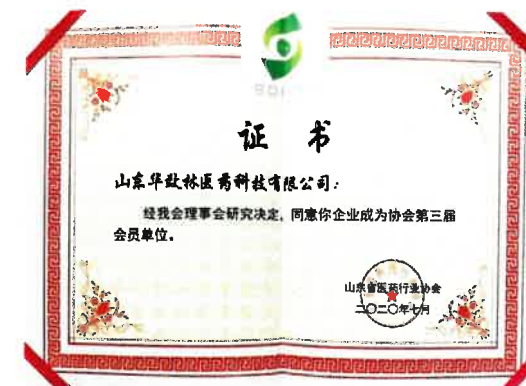 证 书
山东华政林医药科技有限公司：
经我会理事会研究决定，同意你企业成为协会第三届
会员单位。
山东省医药行业协会
二〇二〇年七月